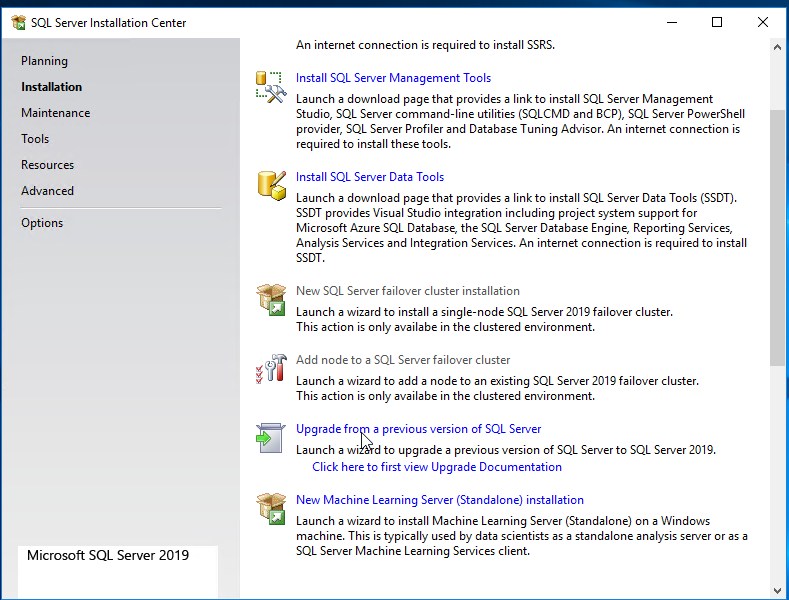 SQL Server Installation Center
Planning
Installation
Maintenance
Tools
Resources
Advanced
Options
Microsoft SQL Server 2019
An internet connection is required to install SSRS.
Install SQL Server Management Tools
Launch a download page that provides a link to install SQL Server Management
Studio, SQL Server command-line utilities (SQLCMD and BCP), SQL Server PowerShell
provider, SQL Server Profiler and Database Tuning Advisor. An internet connection is
required to install these tools.
Install SQL Server Data Tools
Launch a download page that provides a link to install SQL Server Data Tools (SSDT).
SSDT provides Visual Studio integration including project system support for
Microsoft Azure SQL Database, the SQL Server Database Engine, Reporting Services,
Analysis Services and Integration Services. An internet connection is required to install
SSDT.
New SQL Server failover cluster installation
Launch a wizard to install a single-node SQL Server 2019 failover cluster.
This action is only availabe in the clustered environment.
Add node to a SQL Server failover cluster
Launch a wizard to add a node to an existing SQL Server 2019 failover cluster.
This action is only availabe in the clustered environment.
Upgrade from a previous version of SQL Server
Launch a wizard to upgrade a previous version of SQL Server to SQL Server 2019.
Click here to first view Upgrade Documentation
New Machine Learning Server (Standalone) installation
Launch a wizard to install Machine Learning Server (Standalone) on a Windows
machine. This is typically used by data scientists as a standalone analysis server or as a
SQL Server Machine Learning Services client.